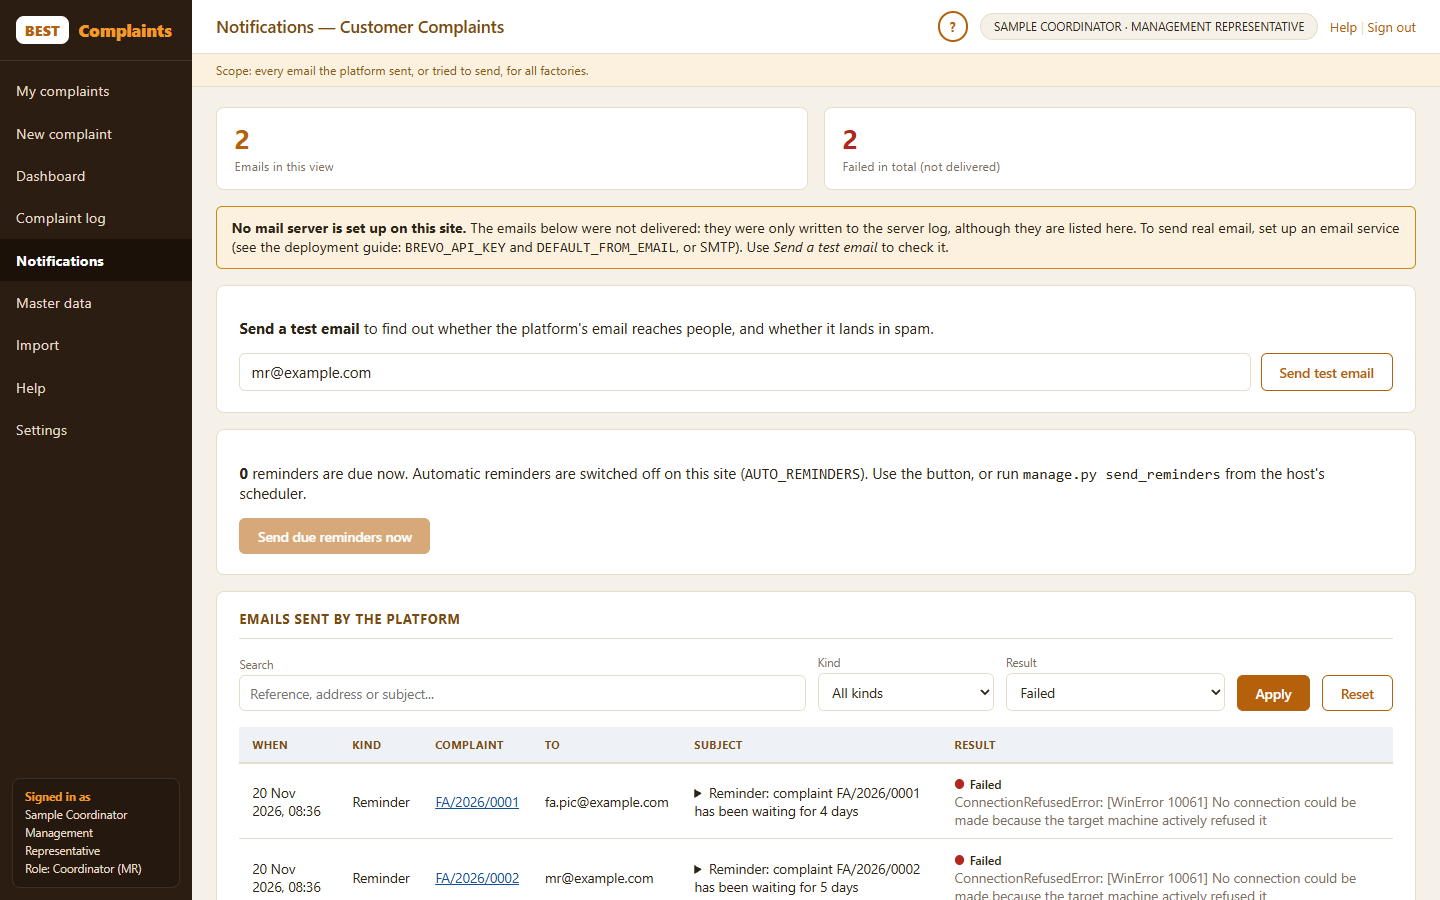 BEST Complaints
Notifications — Customer Complaints
?
SAMPLE COORDINATOR · MANAGEMENT REPRESENTATIVE
Help | Sign out
Scope: every email the platform sent, or tried to send, for all factories.
My complaints
New complaint
Dashboard
Complaint log
Notifications
Master data
Import
Help
Settings
Signed in as
Sample Coordinator
Management
Representative
Role: Coordinator (MR)
2
Emails in this view
2
Failed in total (not delivered)
No mail server is set up on this site. The emails below were not delivered: they were only written to the server log, although they are listed here. To send real email, set up an email service
(see the deployment guide: BREVO_API_KEY and DEFAULT_FROM_EMAIL, or SMTP). Use Send a test email to check it.
Send a test email to find out whether the platform's email reaches people, and whether it lands in spam.
mr@example.com
Send test email
0 reminders are due now. Automatic reminders are switched off on this site (AUTO_REMINDERS). Use the button, or run manage.py send_reminders from the host's
scheduler.
Send due reminders now
EMAILS SENT BY THE PLATFORM
Search
Kind
Result
Reference, address or subject...
All kinds
Failed
Apply
Reset
WHEN KIND COMPLAINT TO SUBJECT RESULT
20 Nov
2026, 08:36
Reminder
FA/2026/0001
fa.pic@example.com
▶ Reminder: complaint FA/2026/0001
has been waiting for 4 days
Failed
ConnectionRefusedError: [WinError 10061] No connection could be
made because the target machine actively refused it
20 Nov
2026, 08:36
Reminder
FA/2026/0002
mr@example.com
▶ Reminder: complaint FA/2026/0002
has been waiting for 5 days
Failed
ConnectionRefusedError: [WinError 10061] No connection could be
made because the target machine actively refused it